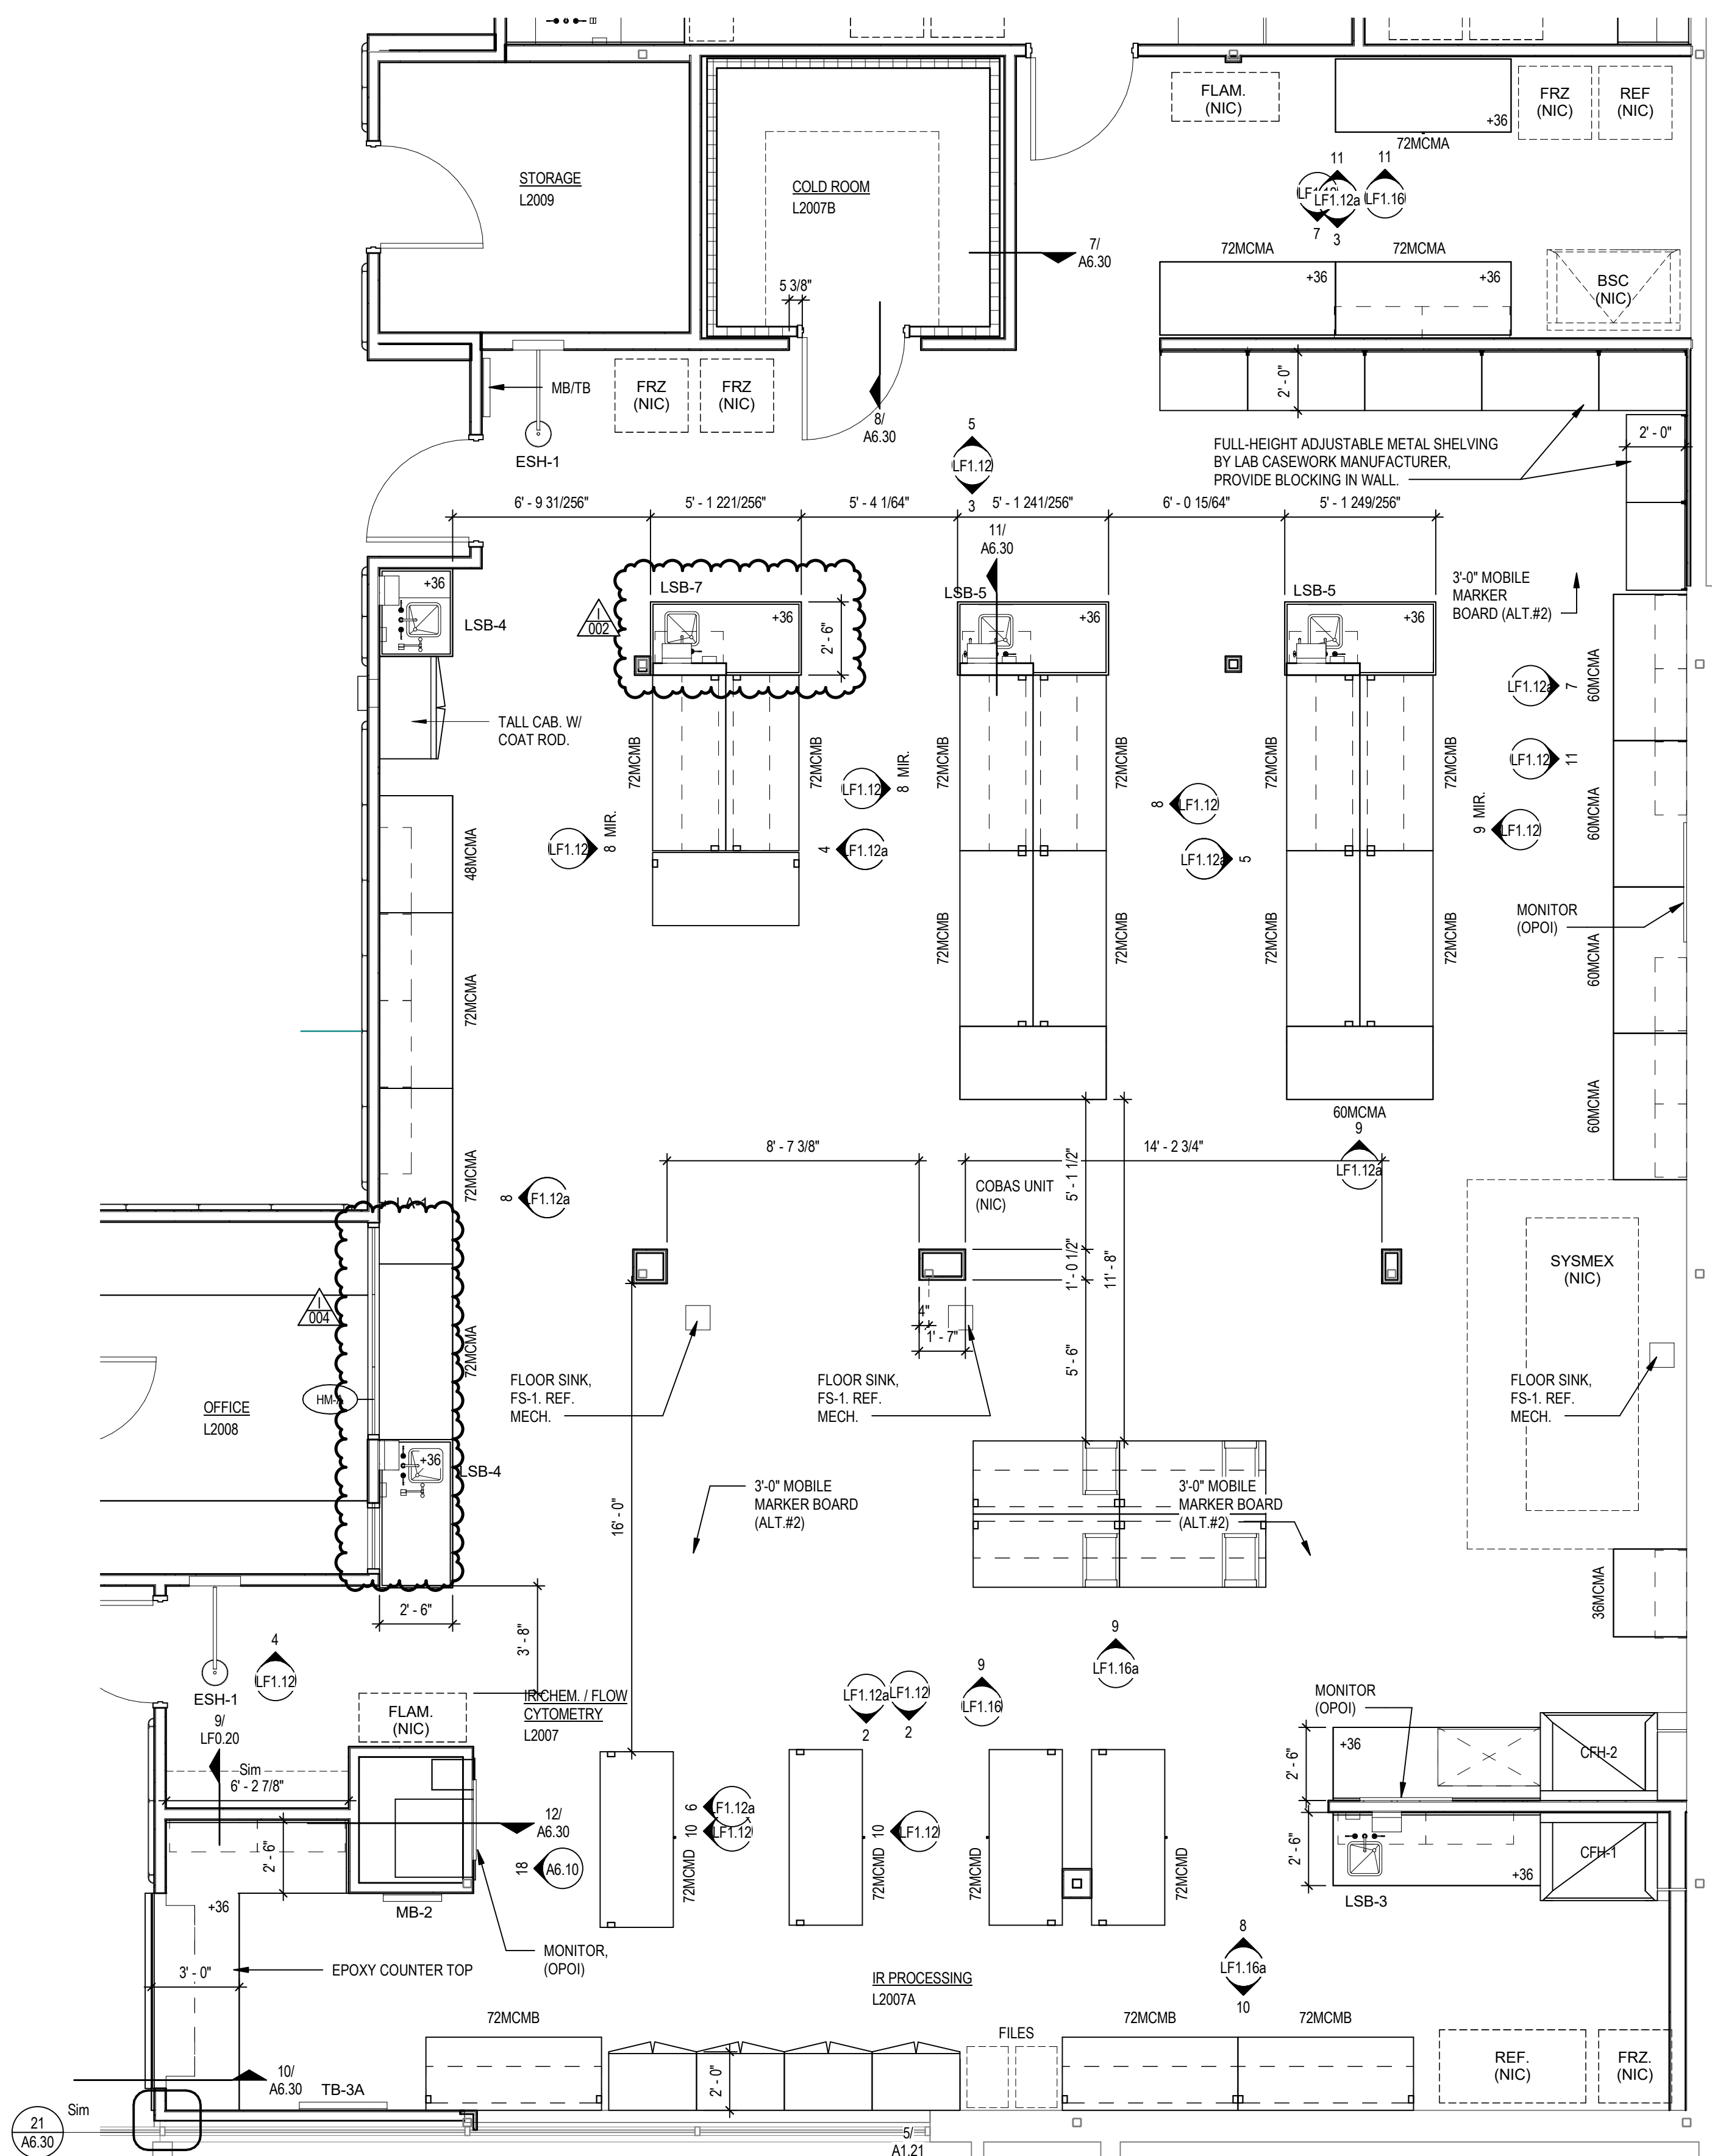 FLAM.
(NIC)
+36
72MCMA
FRZ
(NIC)
REF
(NIC)
STORAGE
L2009
COLD ROOM
L2007B
11
11
LF1.12a
LF1.16
7
3
7/
A6.30
72MCMA
72MCMA
+36
+36
BSC
(NIC)
5 3/8"
MB/TB
FRZ
(NIC)
FRZ
(NIC)
2' - 0"
8/
A6.30
ESH-1
5
LF1.12
3
FULL-HEIGHT ADJUSTABLE METAL SHELVING
BY LAB CASEWORK MANUFACTURER,
PROVIDE BLOCKING IN WALL.
2' - 0"
6' - 9 31/256"
5' - 1 221/256"
5' - 4 1/64"
5' - 1 241/256"
6' - 0 15/64"
5' - 1 249/256"
11/
A6.30
+36
LSB-4
LSB-7
+36
2' - 6"
I
002
LSB-5
+36
LSB-5
+36
3'-0" MOBILE
MARKER
BOARD (ALT.#2)
TALL CAB. W/
COAT ROD.
72MCMB
72MCMB
72MCMB
72MCMB
72MCMB
72MCMB
LF1.12a
7
60MCMA
LF1.12
11
LF1.12
8 MIR.
LF1.12
8 MIR.
8
LF1.12
9 MIR.
LF1.12
60MCMA
4
LF1.12a
LF1.12a
5
48MCMA
72MCMA
72MCMB
72MCMB
72MCMB
72MCMB
MONITOR
(OPOI)
60MCMA
60MCMA
60MCMA
9
LF1.12a
8' - 7 3/8"
14' - 2 3/4"
5' - 1 1/2"
COBAS UNIT
(NIC)
72MCMA
8
LF1.12a
1' - 0 1/2"
11' - 8"
SYSMEX
(NIC)
4"
1' - 7"
5' - 6"
I
004
72MCMA
HM-A
OFFICE
L2008
FLOOR SINK,
FS-1. REF.
MECH.
FLOOR SINK,
FS-1. REF.
MECH.
FLOOR SINK,
FS-1. REF.
MECH.
+36
LSB-4
3'-0" MOBILE
MARKER BOARD
(ALT.#2)
3'-0" MOBILE
MARKER BOARD
(ALT.#2)
16' - 0"
2' - 6"
3' - 8"
36MCMA
4
LF1.12
ESH-1
9/
LF0.20
Sim
6' - 2 7/8"
FLAM.
(NIC)
IR/CHEM. / FLOW
CYTOMETRY
L2007
LF1.12a
2
LF1.12
2
9
LF1.16
9
LF1.16a
MONITOR
(OPOI)
2' - 6"
+36
CFH-2
2' - 6"
12/
A6.30
18
A6.10
6
LF1.12a
10
LF1.12
72MCMD
10
LF1.12
72MCMD
72MCMD
2' - 6"
CFH-1
+36
LSB-3
MB-2
+36
MONITOR,
(OPOI)
3' - 0"
EPOXY COUNTER TOP
IR PROCESSING
L2007A
8
LF1.16a
10
72MCMB
FILES
72MCMB
72MCMB
2' - 0"
REF.
(NIC)
FRZ.
(NIC)
10/
A6.30
TB-3A
21
A6.30
Sim
5/
A1.21